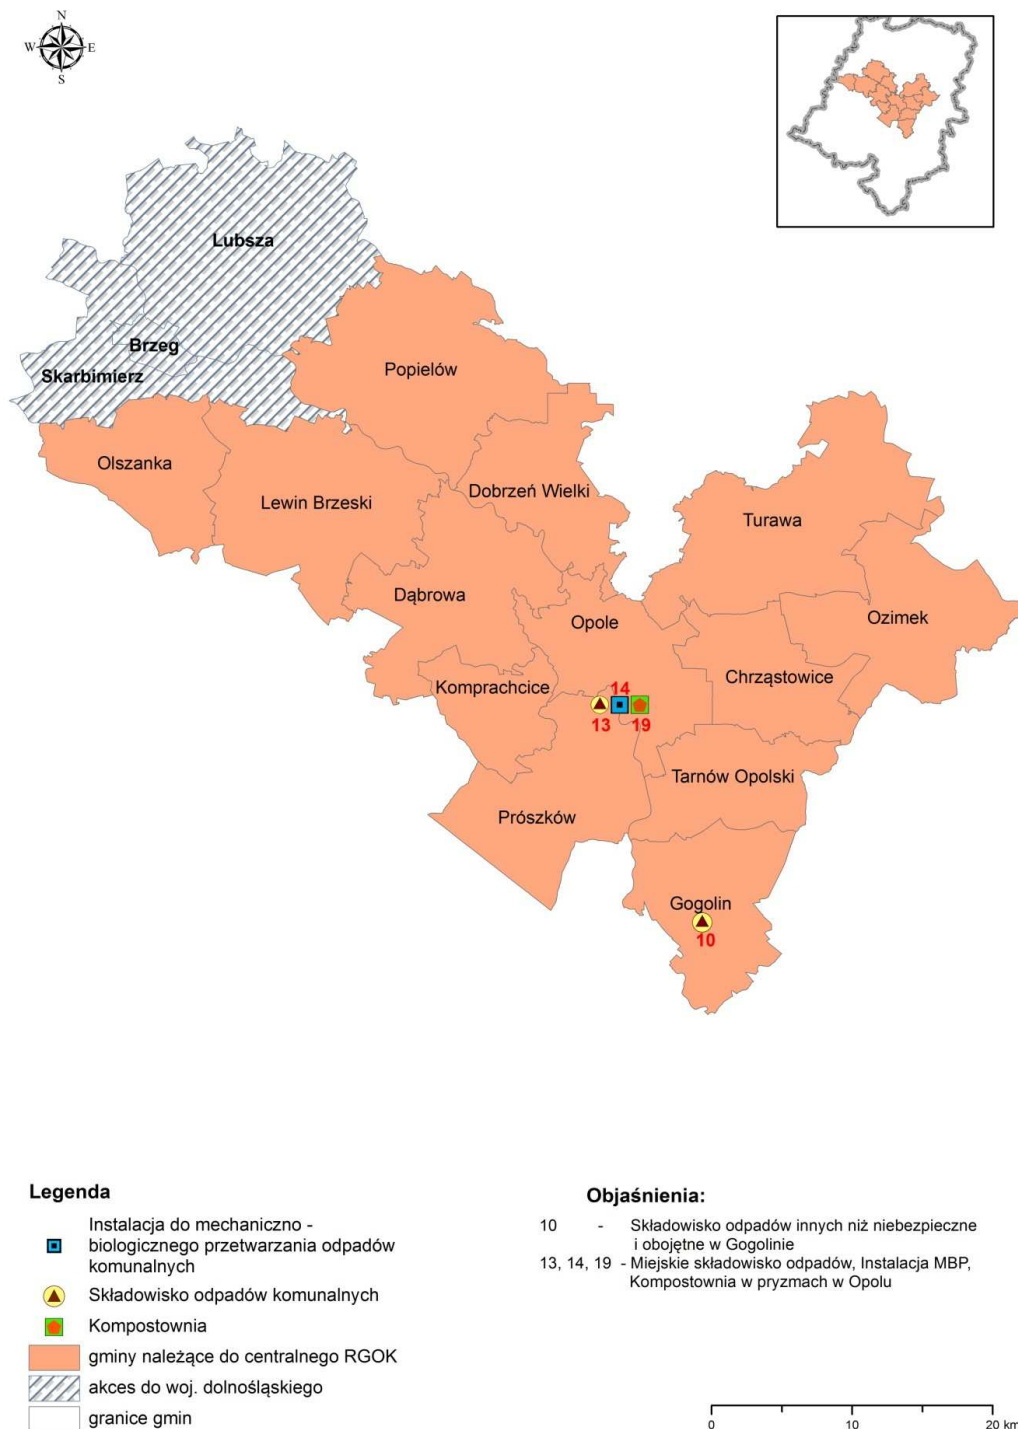 N
W E
S
Lubsza
Brzeg
Skarbimierz
Popielów
Olszanka
Lewin Brzeski
Dobrzeń Wielki
Turawa
Dąbrowa
Opole
Ozimek
Chrząstowice
Komprachcice
14
13
19
Tarnów Opolski
Prószków
Gogolin
10
Legenda
Instalacja do mechaniczno -
biologicznego przetwarzania odpadów
komunalnych
Składowisko odpadów komunalnych
Kompostownia
gminy należące do centralnego RGOK
akces do woj. dolnośląskiego
granice gmin
Objaśnienia:
10 - Składowisko odpadów innych niż niebezpieczne
i obojętne w Gogolinie
13, 14, 19 - Miejskie składowisko odpadów, Instalacja MBP,
Kompostownia w pryzmach w Opolu
0 10 20 km